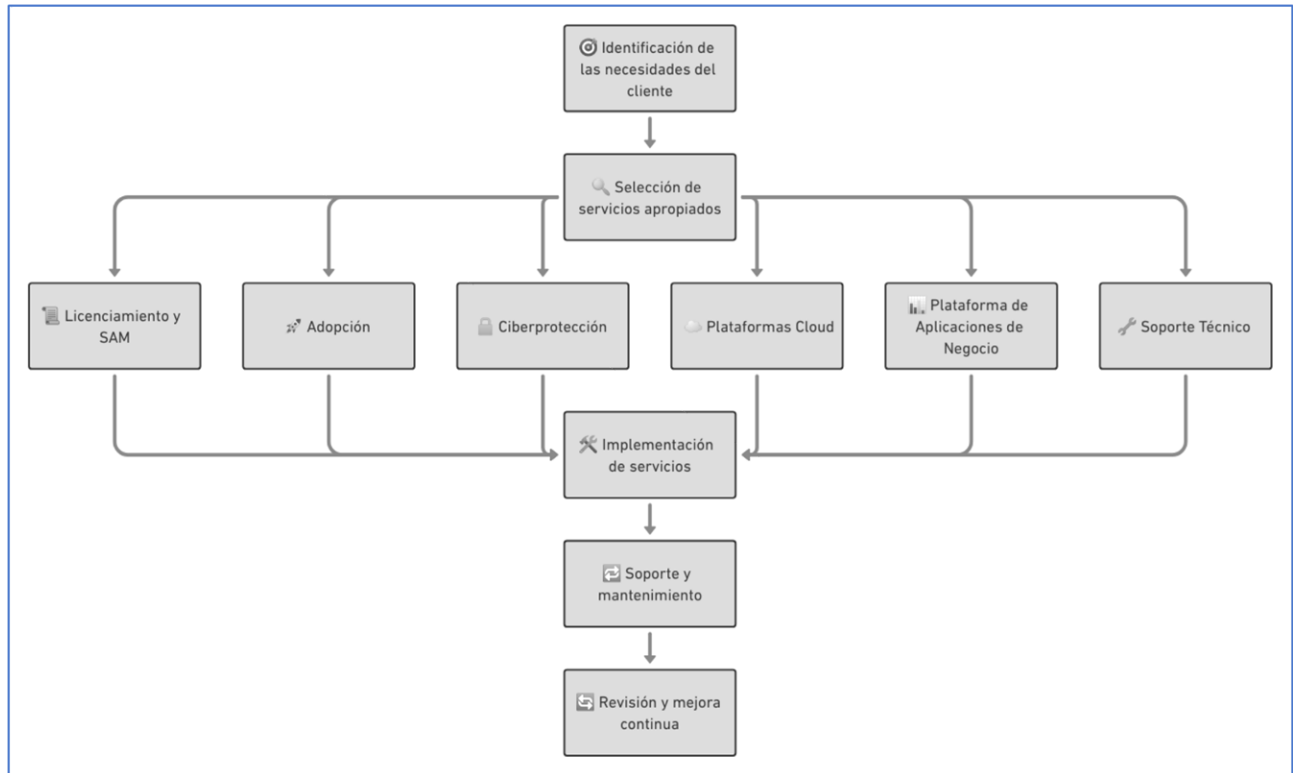 Identificación de
las necesidades del
cliente
Selección de
servicios apropiados
Licenciamiento y
SAM
Adopción
Ciberprotección
Plataformas Cloud
Plataforma de
Aplicaciones de
Negocio
Soporte Técnico
Implementación
de servicios
Soporte y
mantenimiento
Revisión y mejora
continua